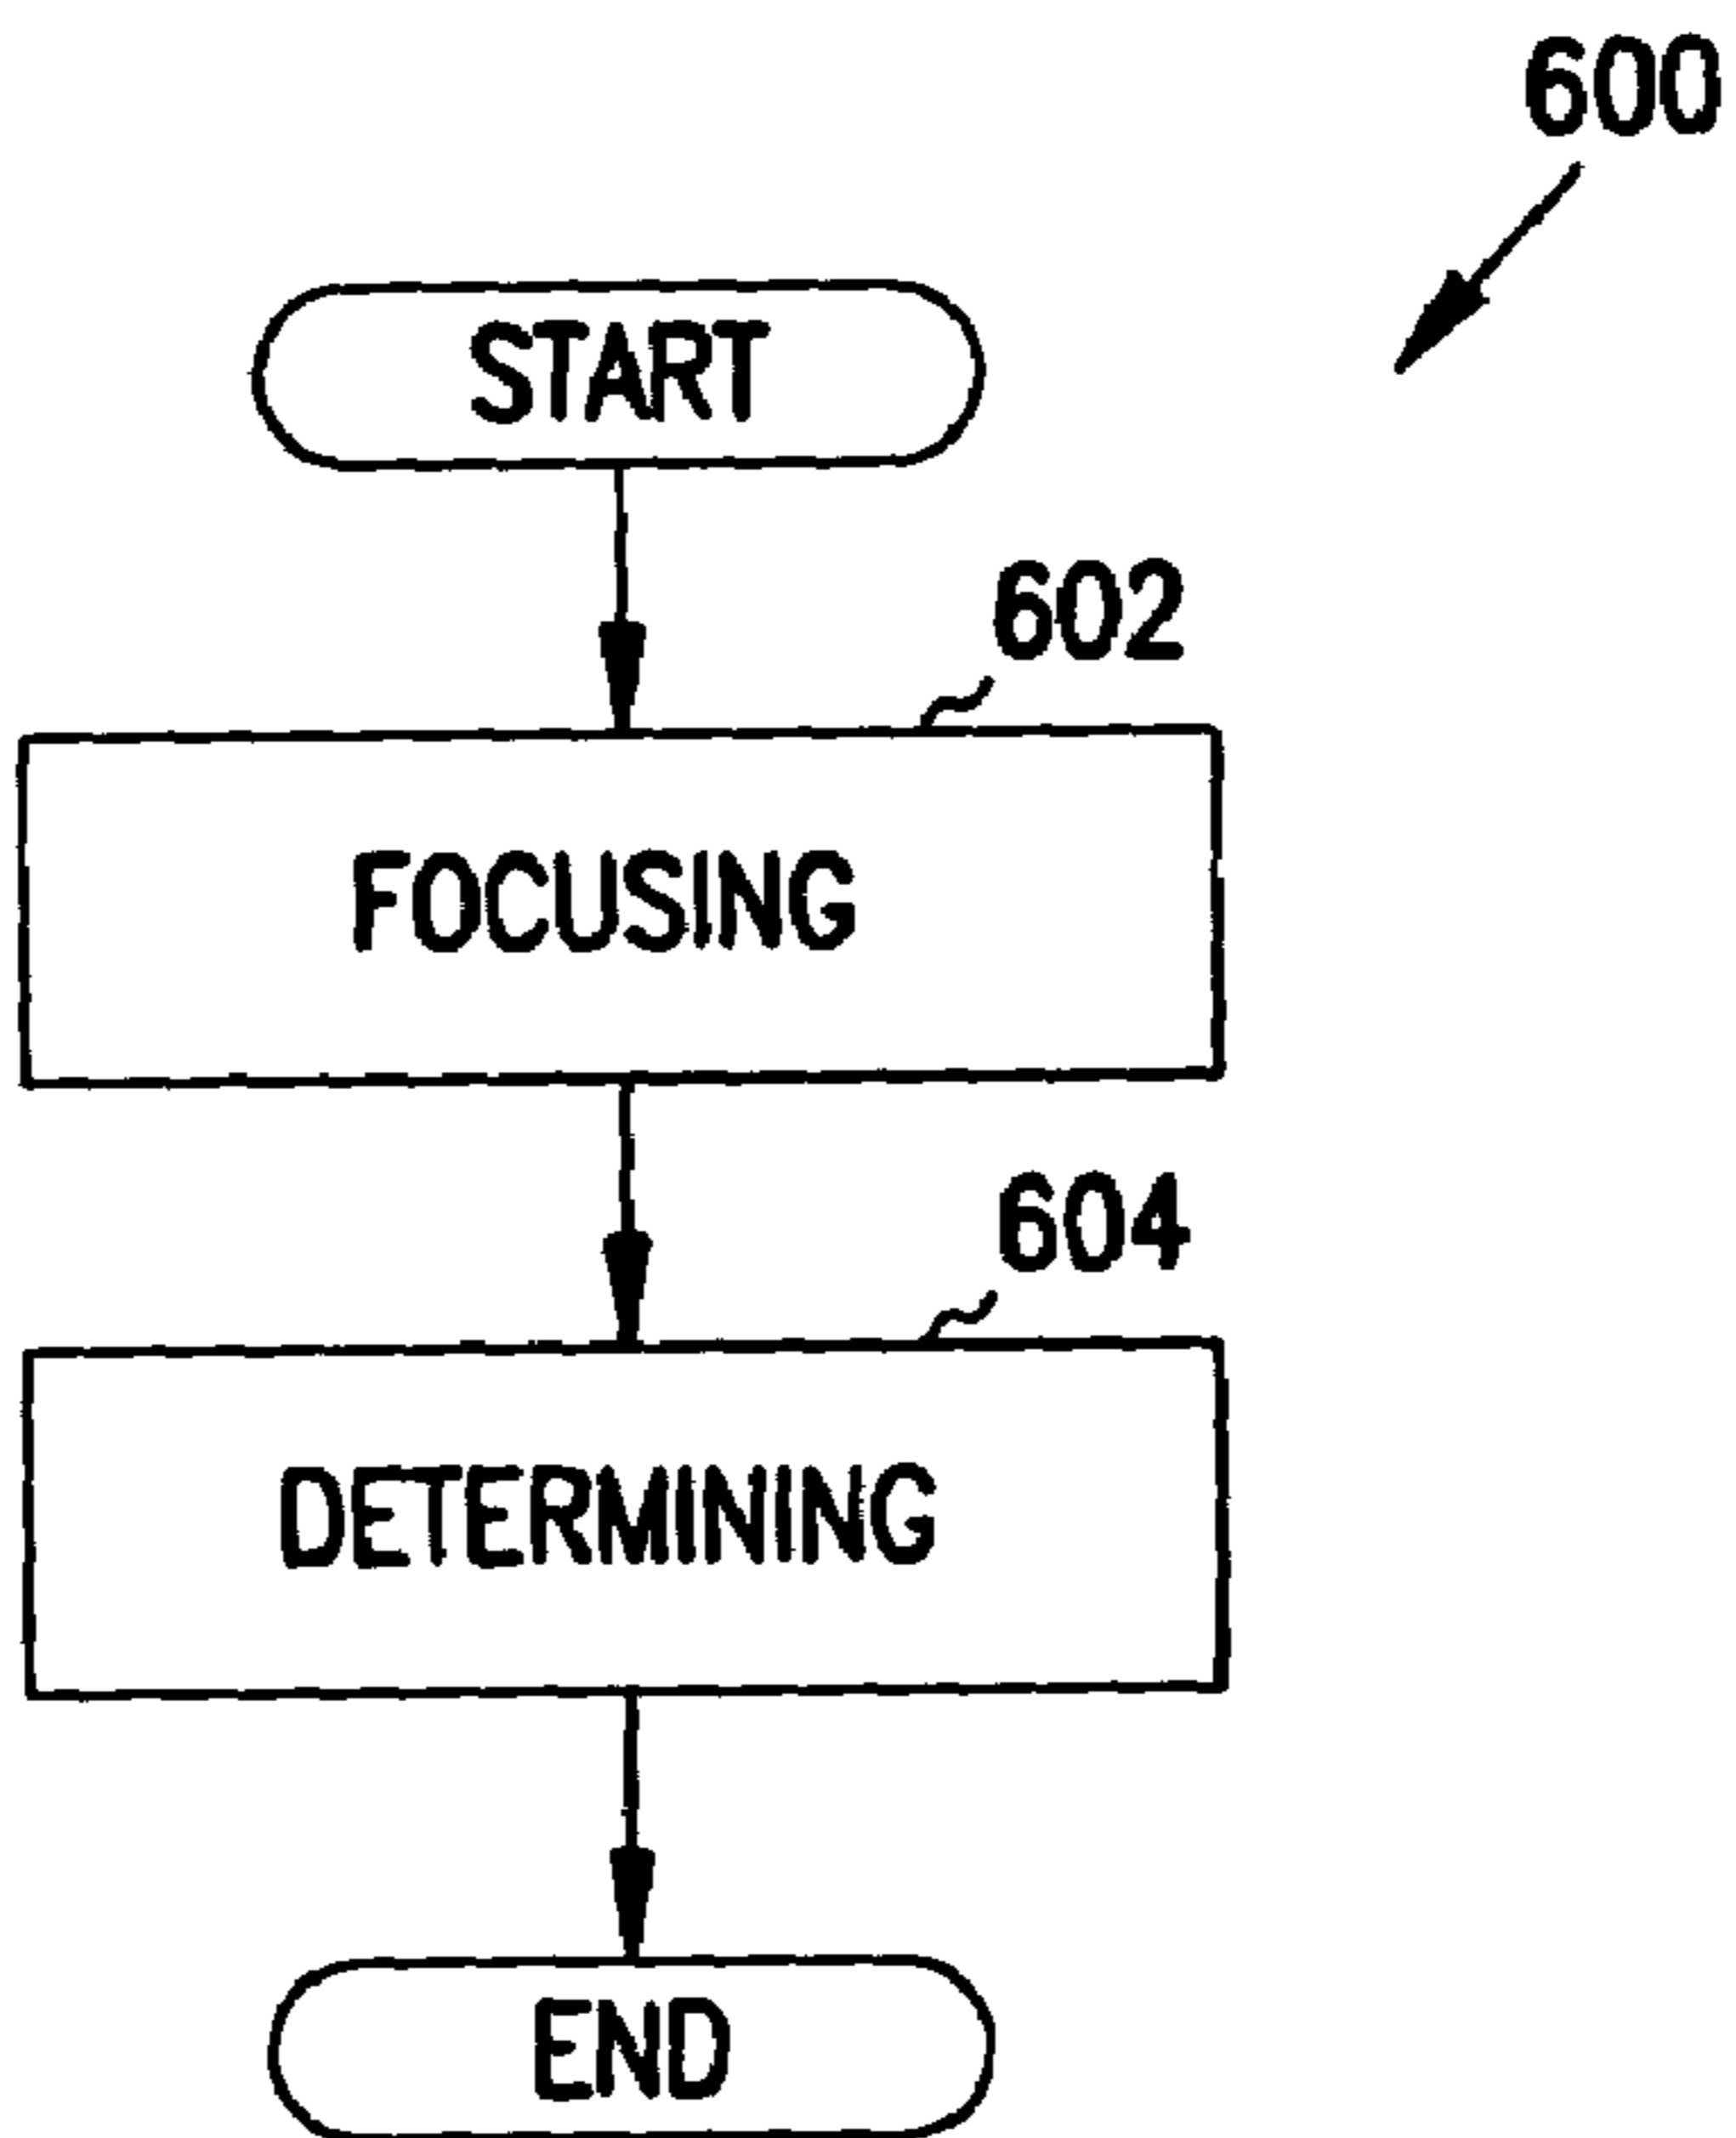 600
START
602
FOCUSING
604
DETERMINING
END